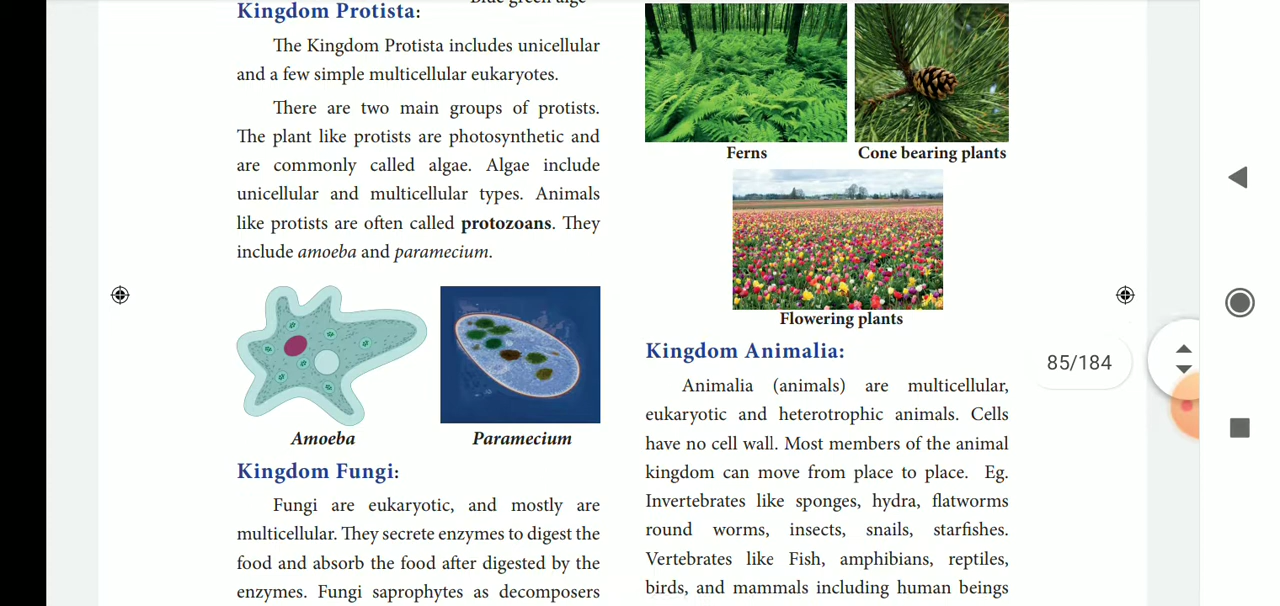 Blue green alge
Kingdom Protista:
The Kingdom Protista includes unicellular
and a few simple multicellular eukaryotes.
There are two main groups of protists.
The plant like protists are photosynthetic and
are commonly called algae. Algae include
unicellular and multicellular types. Animals
like protists are often called protozoans. They
include amoeba and paramecium.
Amoeba
Paramecium
Kingdom Fungi:
Fungi are eukaryotic, and mostly are
multicellular. They secrete enzymes to digest the
food and absorb the food after digested by the
enzymes. Fungi saprophytes as decomposers
Ferns
Cone bearing plants
Flowering plants
Kingdom Animalia:
Animalia (animals) are multicellular,
eukaryotic and heterotrophic animals. Cells
have no cell wall. Most members of the animal
kingdom can move from place to place. Eg.
Invertebrates like sponges, hydra, flatworms
round worms, insects, snails, starfishes.
Vertebrates like Fish, amphibians, reptiles,
birds, and mammals including human beings
85/184